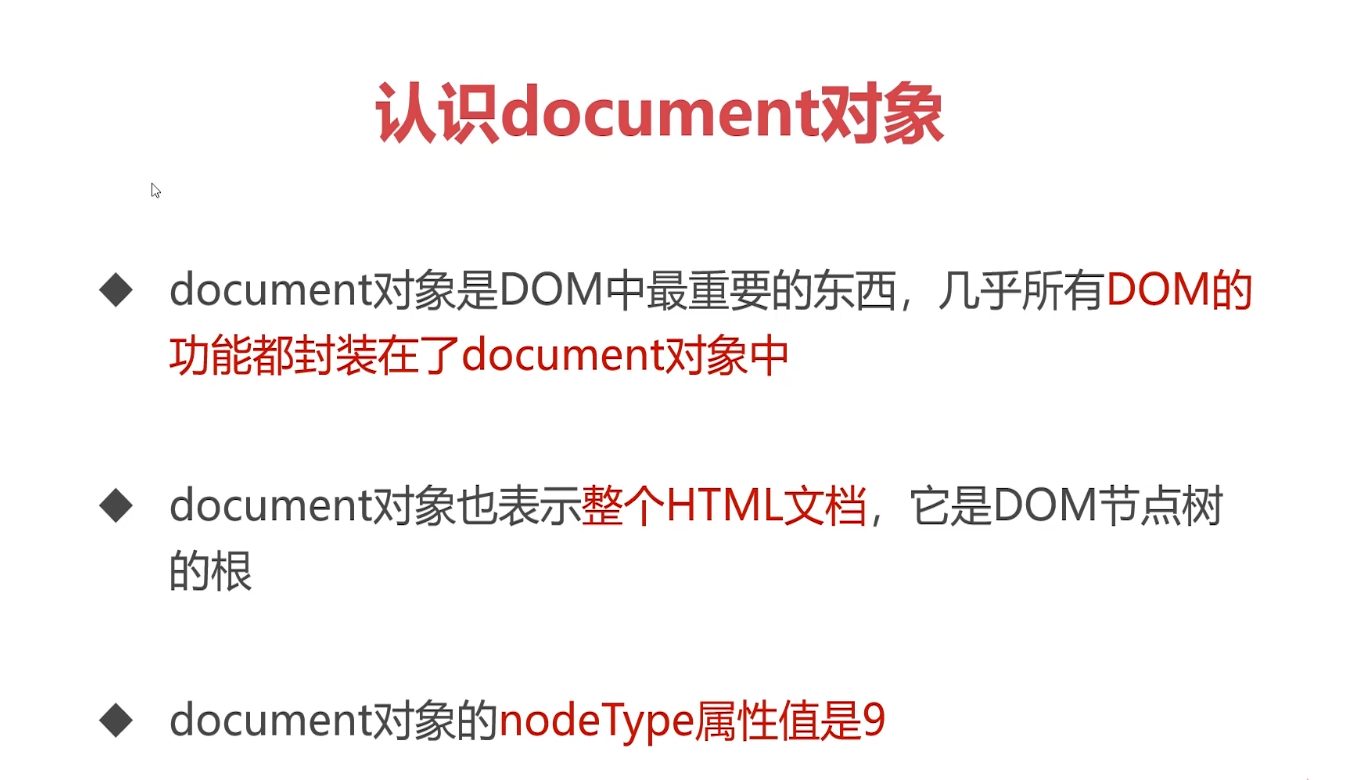 认识document对象
document对象是DOM中最重要的东西，几乎所有DOM的
功能都封装在了document对象中
document对象也表示整个HTML文档，它是DOM节点树
的根
document对象的nodeType属性值是9